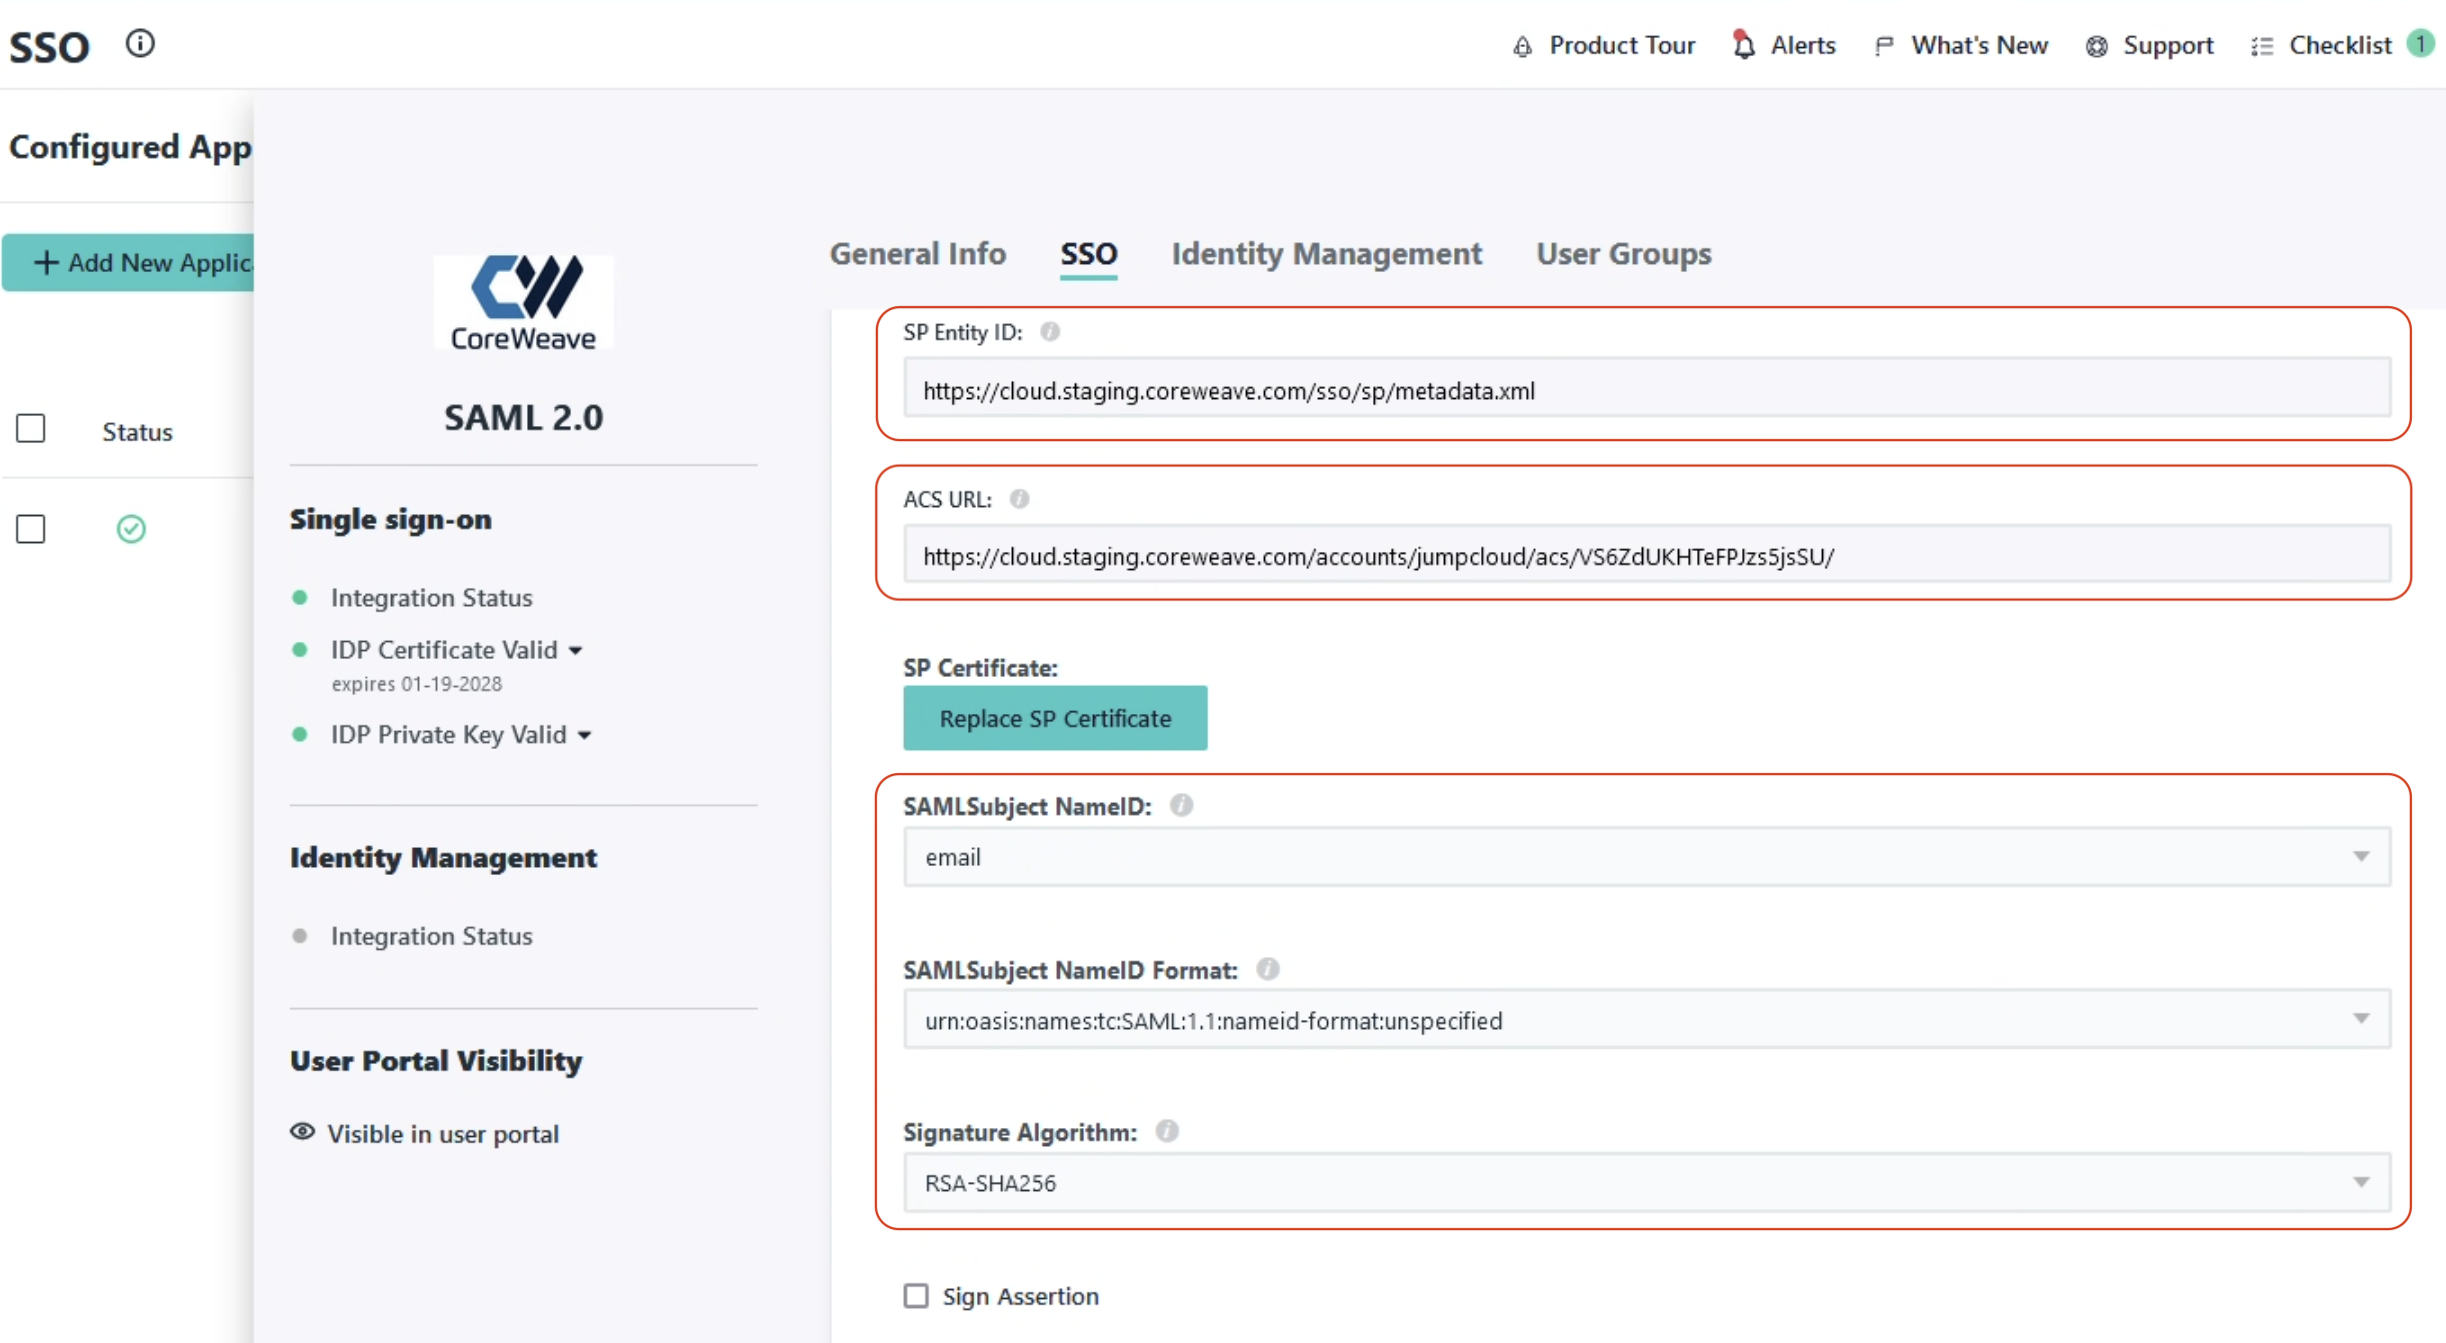 SSO
Product Tour
Alerts
What's New
Support
Checklist 1
Configured App
+ Add New Applic
Status
CoreWeave
SAML 2.0
Single sign-on
Integration Status
IDP Certificate Valid
expires 01-19-2028
IDP Private Key Valid
Identity Management
Integration Status
User Portal Visibility
Visible in user portal
General Info
SSO
Identity Management
User Groups
SP Entity ID:
https://cloud.staging.coreweave.com/sso/sp/metadata.xml
ACS URL:
https://cloud.staging.coreweave.com/accounts/jumpcloud/acs/VS6ZdUKHTeFPJzs5jsSU/
SP Certificate:
Replace SP Certificate
SAMLSubject NameID:
email
SAMLSubject NameID Format:
urn:oasis:names:tc:SAML:1.1:nameid-format:unspecified
Signature Algorithm:
RSA-SHA256
Sign Assertion